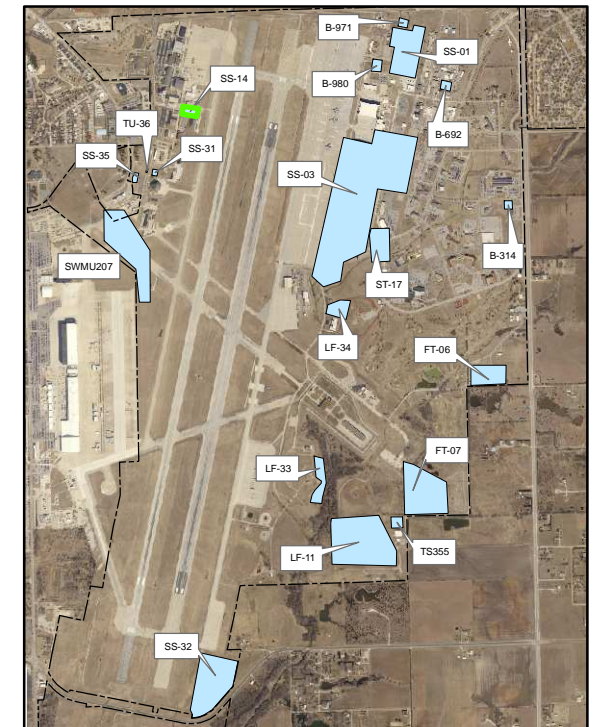 B-971
SS-01
B-980
SS-14
B-692
TU-36
SS-31
SS-35
SS-03
B-314
SWMU207
ST-17
LF-34
FT-06
FT-07
LF-33
TS355
LF-11
SS-32